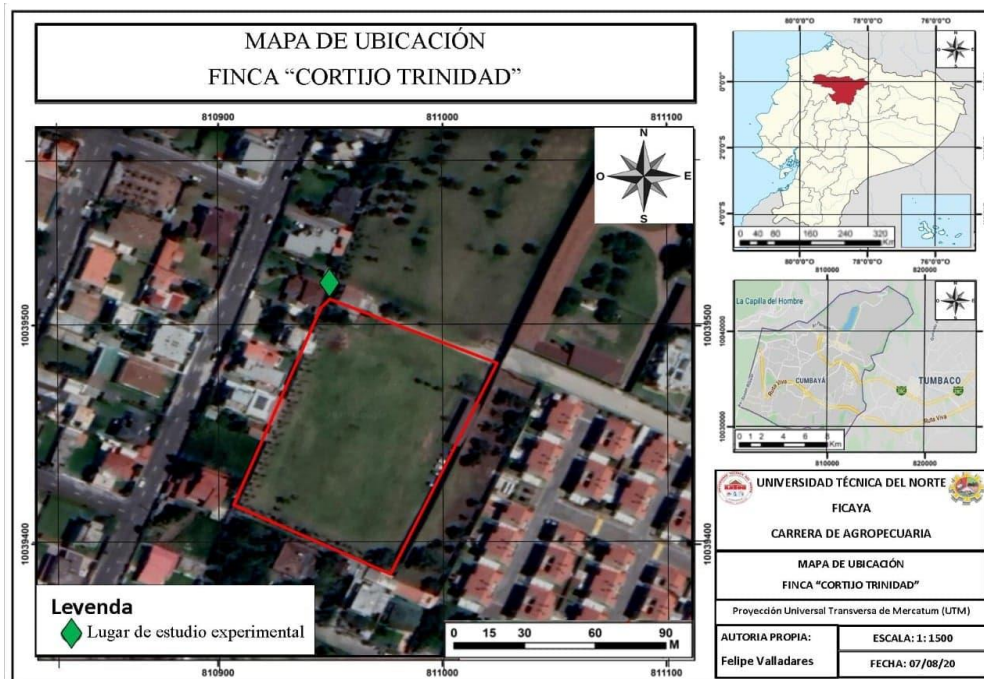 MAPA DE UBICACIÓN
FINCA “CORTIJO TRINIDAD”
810900
811000
811100
10039500
10039400
10039500
10039400
810900
811000
811100
N
O
E
S
Leyenda
Lugar de estudio experimental
0 15 30 60 90
M
80°0'0"O
78°0'0"O
76°0'0"O
0°0'0"
2°0'0"S
4°0'0"S
0 40 80 160 240 320
Km
80°0'0"O
78°0'0"O
76°0'0"O
810000
820000
10040000
10030000
La Capilla del Hombre
CUMBAYÁ
TUMBACO
Ruta Viva
Ruta Viva
0 1 2 4 6 8
Km
810000
820000
UNIVERSIDAD TÉCNICA DEL NORTE
FICAYA
CARRERA DE AGROPECUARIA
MAPA DE UBICACIÓN
FINCA “CORTIJO TRINIDAD”
Proyección Universal Transversa de Mercatum (UTM)
AUTORIA PROPIA:
Felipe Valladares
ESCALA: 1: 1500
FECHA: 07/08/20